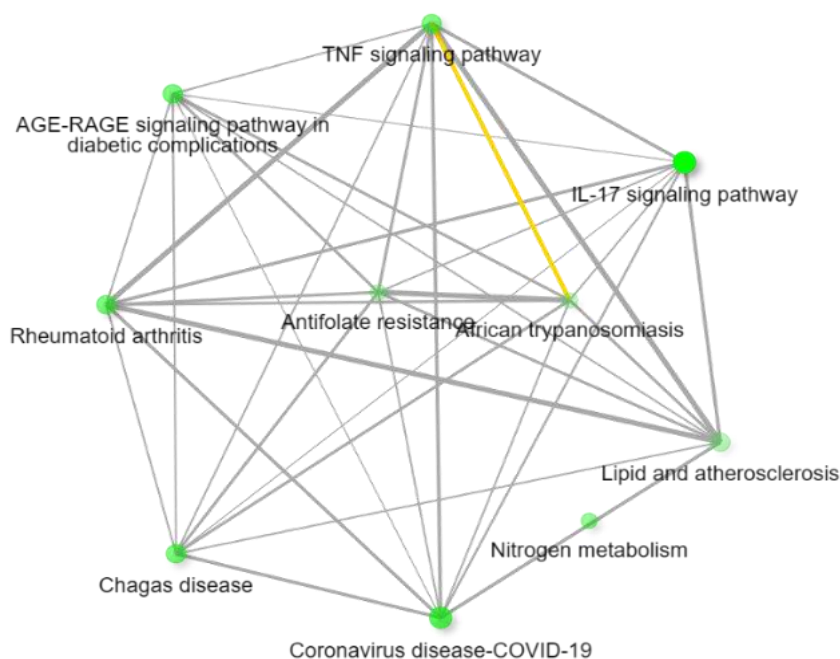 TNF signaling pathway
AGE-RAGE signaling pathway in
diabetic complications
IL-17 signaling pathway
Rheumatoid arthritis
Antifolate resistance
African trypanosomiasis
Lipid and atherosclerosis
Nitrogen metabolism
Chagas disease
Coronavirus disease-COVID-19